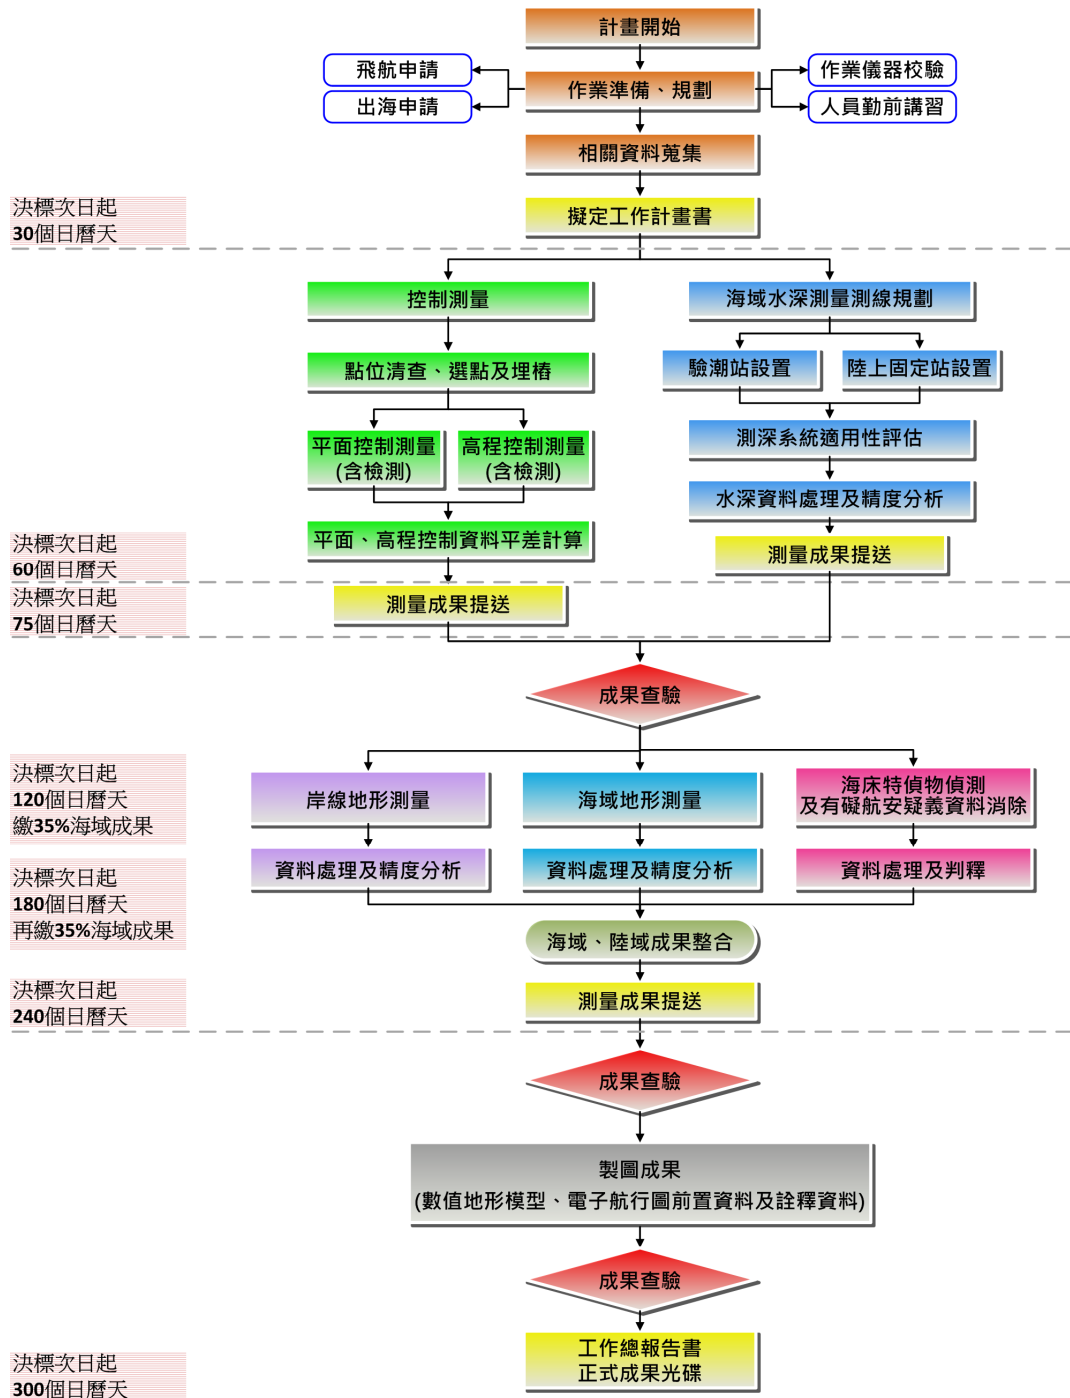 計畫開始
飛航申請
作業儀器校驗
作業準備、規劃
出海申請
人員勤前講習
相關資料蒐集
決標次日起
30個日曆天
擬定工作計畫書
控制測量
海域水深測量測線規劃
點位清查、選點及埋樁
驗潮站設置
陸上固定站設置
平面控制測量
(含檢測)
高程控制測量
(含檢測)
測深系統適用性評估
水深資料處理及精度分析
平面、高程控制資料平差計算
決標次日起
60個日曆天
測量成果提送
決標次日起
75個日曆天
測量成果提送
成果查驗
決標次日起
120個日曆天
繳35%海域成果
岸線地形測量
海域地形測量
海床特偵物偵測
及有礙航安疑義資料消除
決標次日起
180個日曆天
再繳35%海域成果
資料處理及精度分析
資料處理及精度分析
資料處理及判釋
海域、陸域成果整合
決標次日起
240個日曆天
測量成果提送
成果查驗
製圖成果
(數值地形模型、電子航行圖前置資料及詮釋資料)
成果查驗
決標次日起
300個日曆天
工作總報告書
正式成果光碟